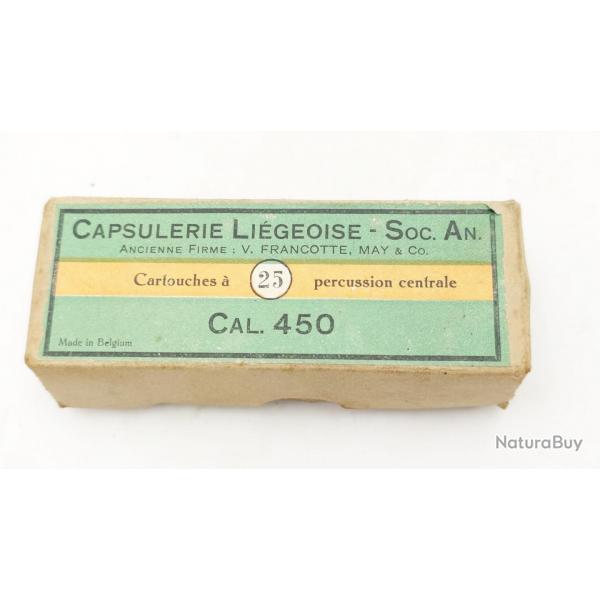 CAPSULERIE LIÉGEOISE - SOC. AN.
ANCIENNE FIRME : V. FRANCOTTE, MAY & CO.
Cartouches à 25 percussion centrale
CAL. 450
Made in Belgium
NaturaBuy